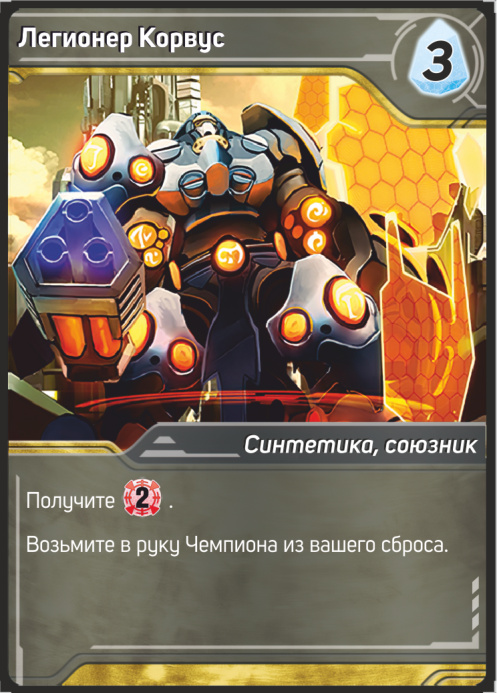 Легионер Корвус
3
Синтетика, союзник
Получите 2 .
Возьмите в руку Чемпиона из вашего сброса.